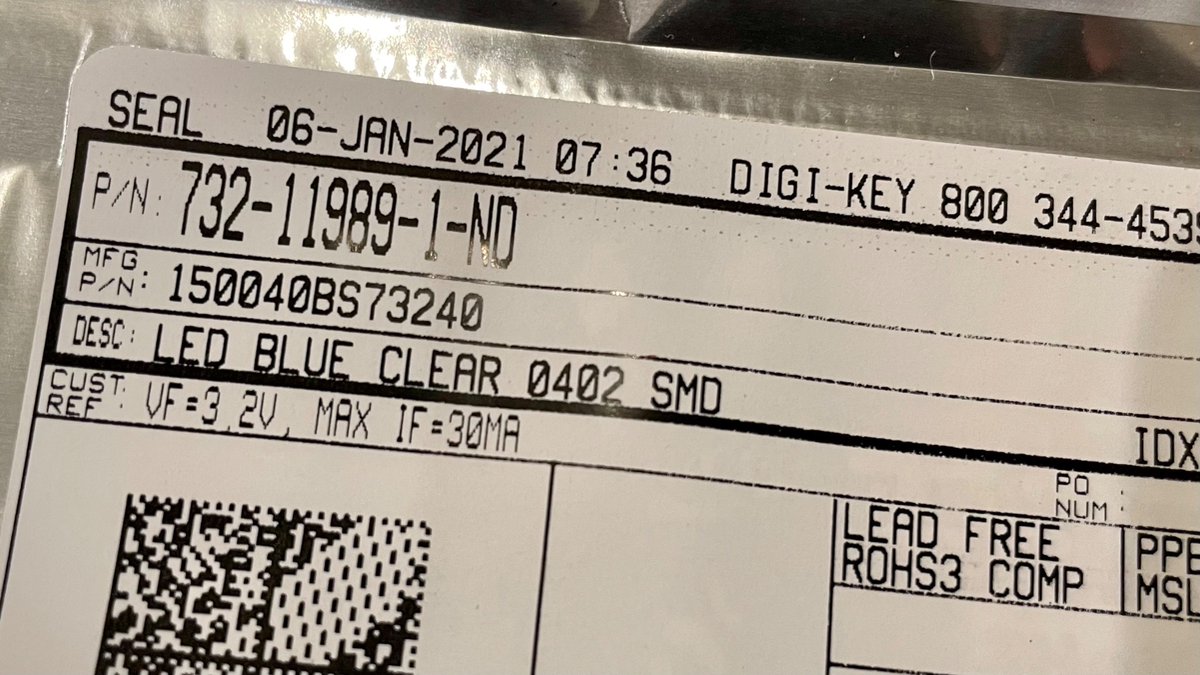 SEAL 06-JAN-2021 07:36 DIGI-KEY 800 344-453
P/N: 732-11989-1-ND
MFG P/N: 150040BS73240
DESC: LED BLUE CLEAR 0402 SMD
CUST REF: VF=3.2V, MAX IF=30MA
IDX
PO NUM:
LEAD FREE
ROHS3 COMP
MSL